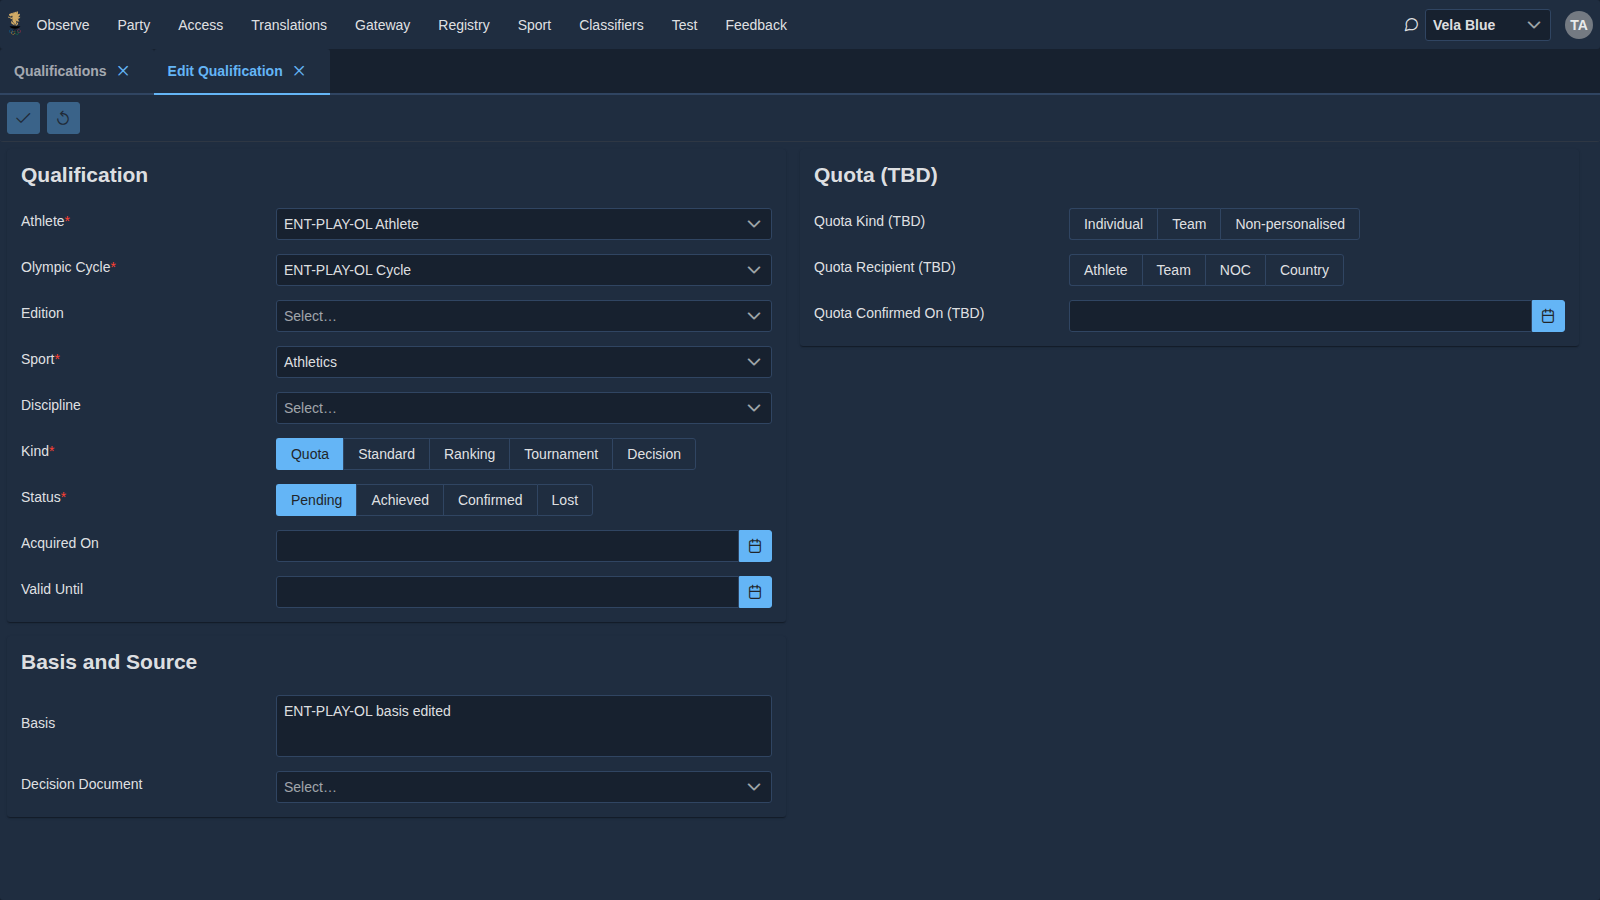 Observe Party Access Translations Gateway Registry Sport Classifiers Test Feedback Vela Blue TA
Qualifications Edit Qualification
Qualification
Athlete* ENT-PLAY-OL Athlete
Olympic Cycle* ENT-PLAY-OL Cycle
Edition Select…
Sport* Athletics
Discipline Select…
Kind* Quota Standard Ranking Tournament Decision
Status* Pending Achieved Confirmed Lost
Acquired On
Valid Until
Basis and Source
Basis ENT-PLAY-OL basis edited
Decision Document Select…
Quota (TBD)
Quota Kind (TBD) Individual Team Non-personalised
Quota Recipient (TBD) Athlete Team NOC Country
Quota Confirmed On (TBD)